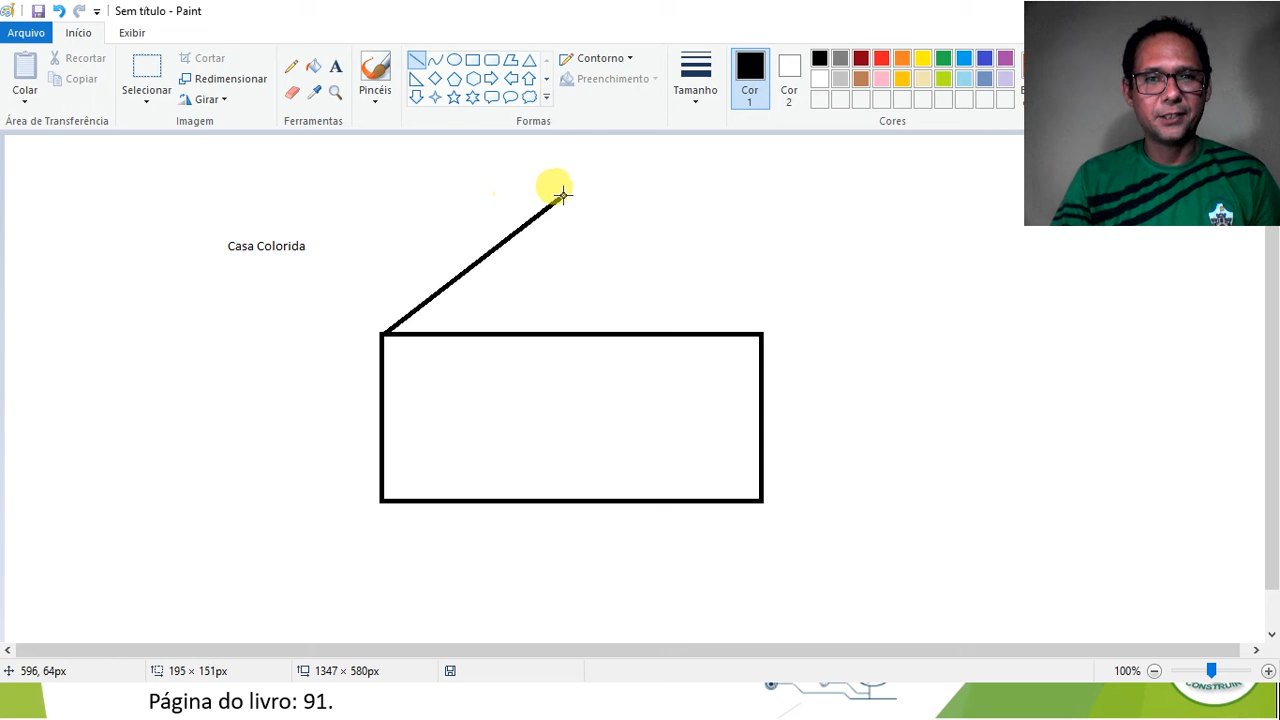 Sem título - Paint
Arquivo Início Exibir
Colar
Recortar
Copiar
Área de Transferência
Selecionar
Cortar
Redimensionar
Girar
Imagem
A
Ferramentas
Pincéis
Contorno
Preenchimento
Formas
Tamanho
Cor 1
Cor 2
Cores
Casa Colorida
596, 64px 195 × 151px 1347 × 580px 100%
Página do livro: 91.
CONSTRUIR